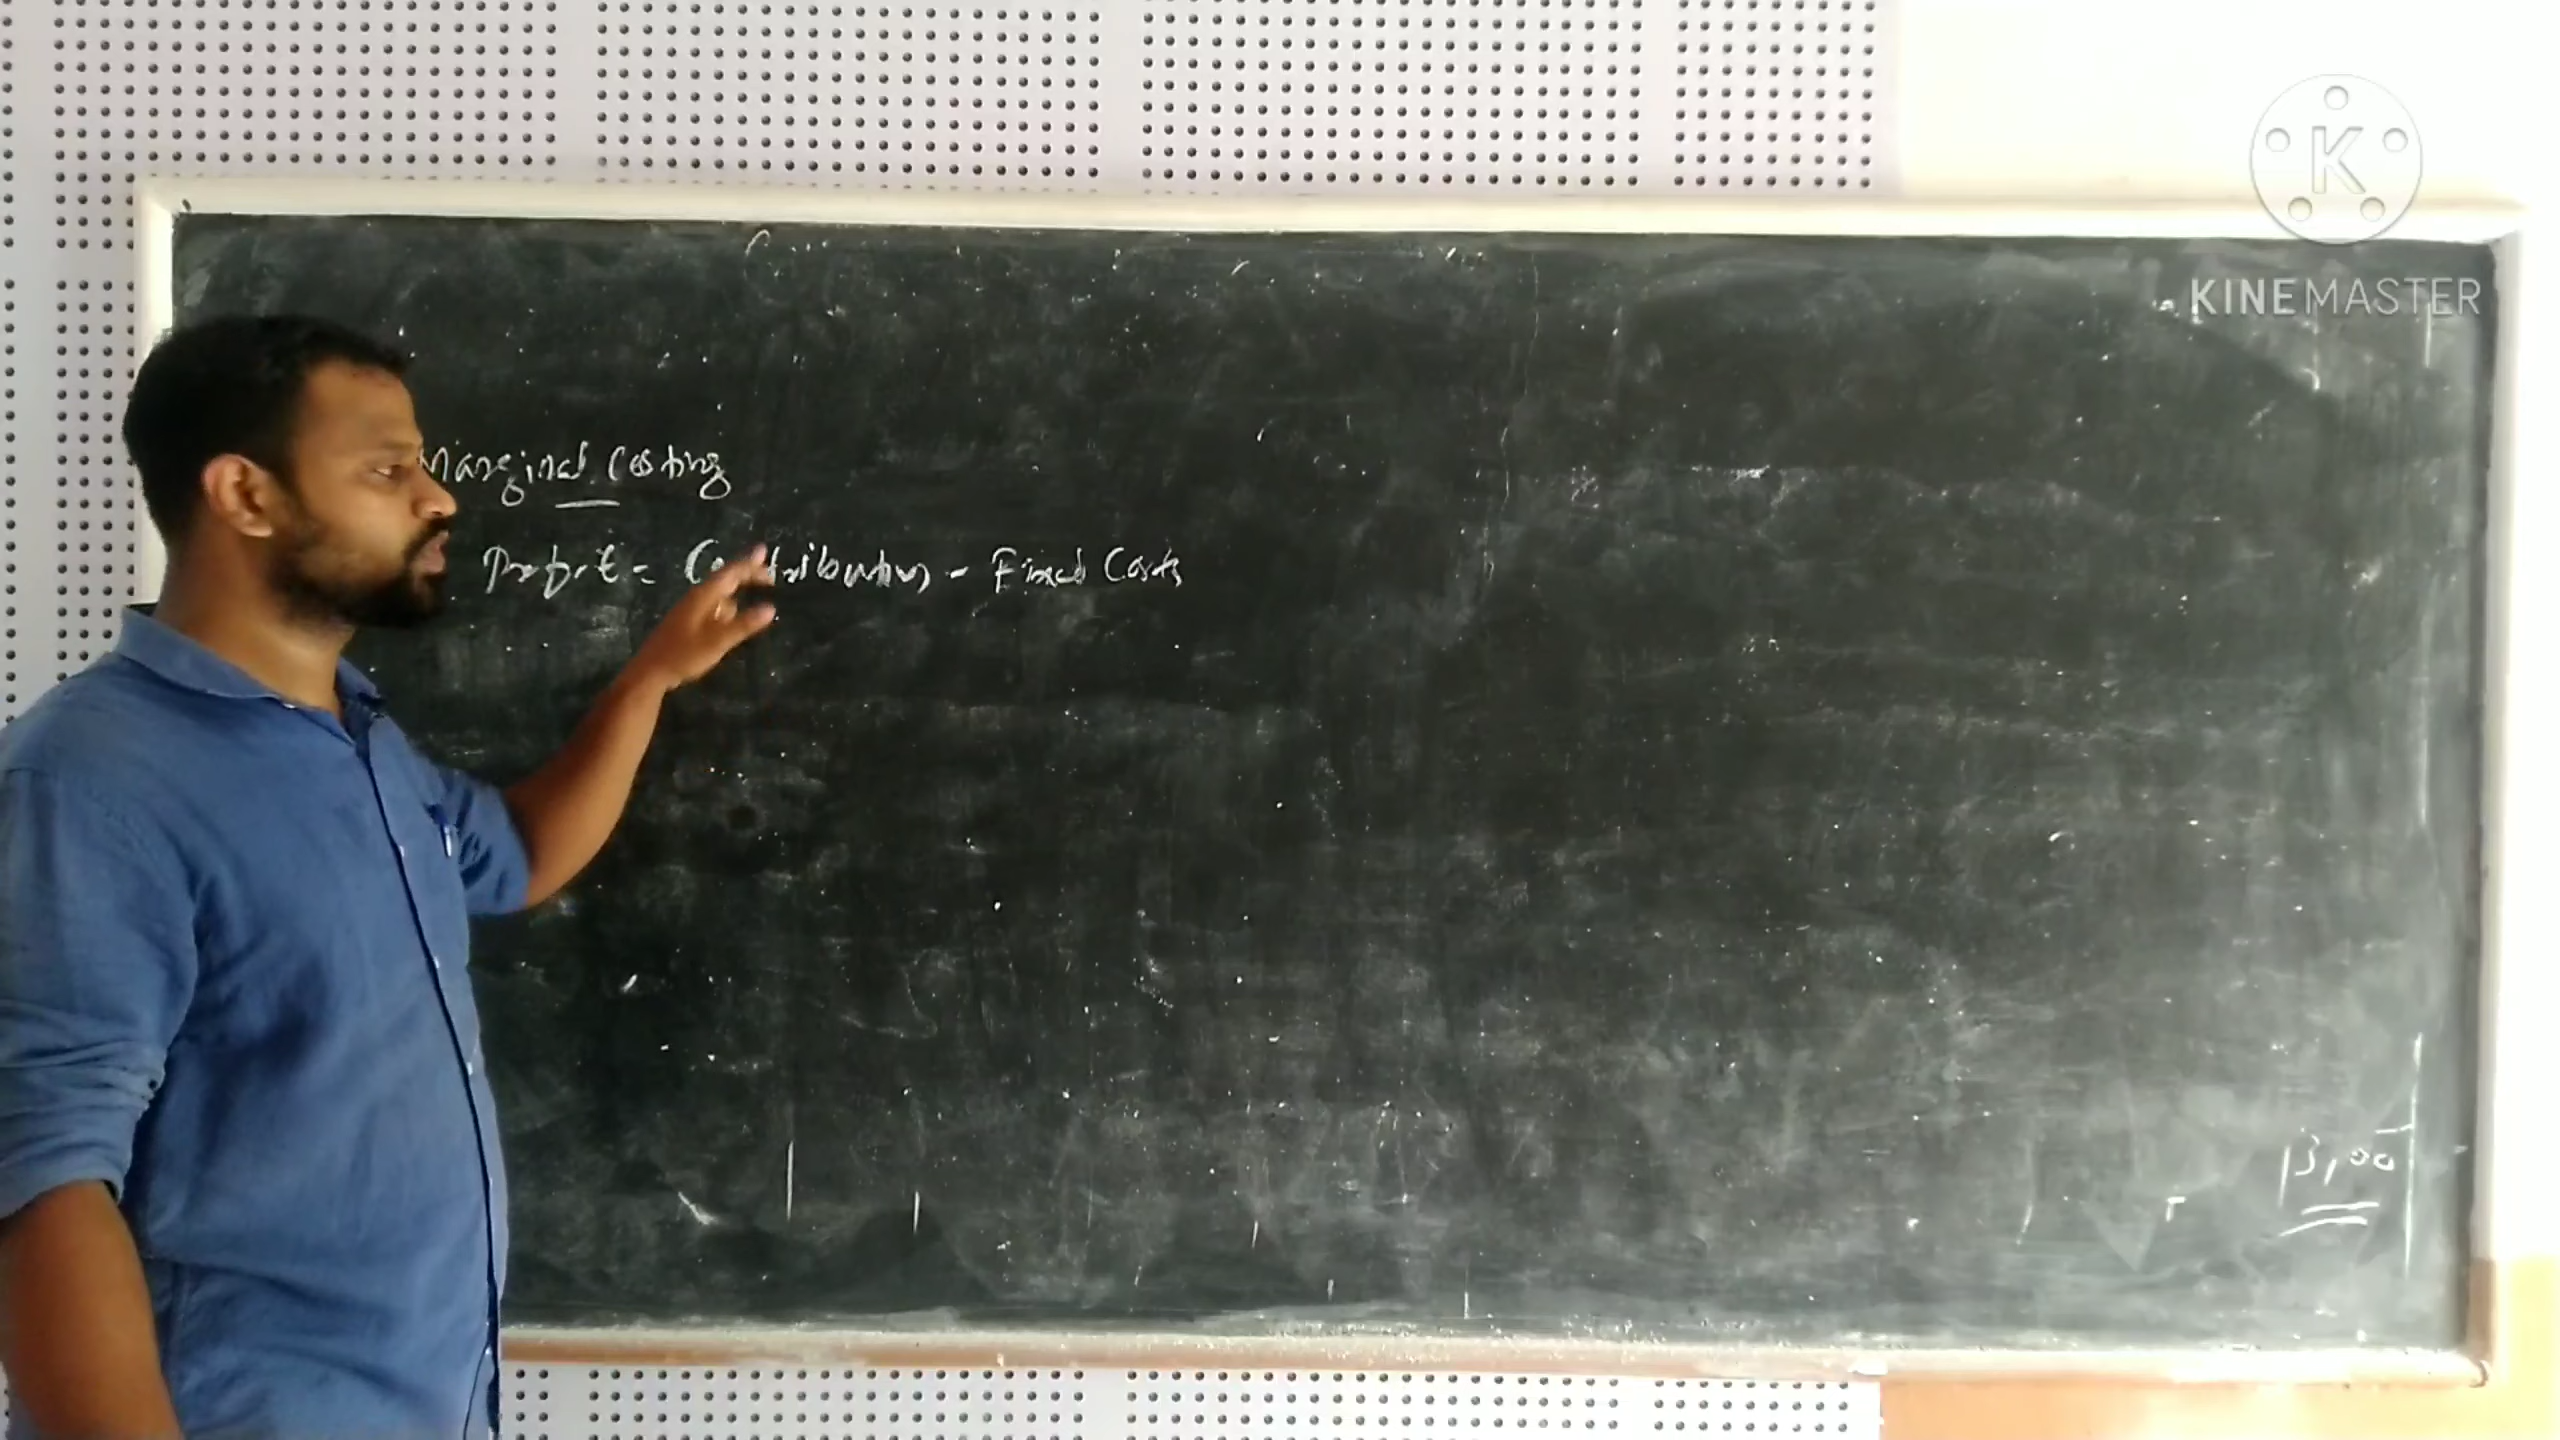 K
KINEMASTER
Marginal Costing
Profit = Contribution - Fixed Costs